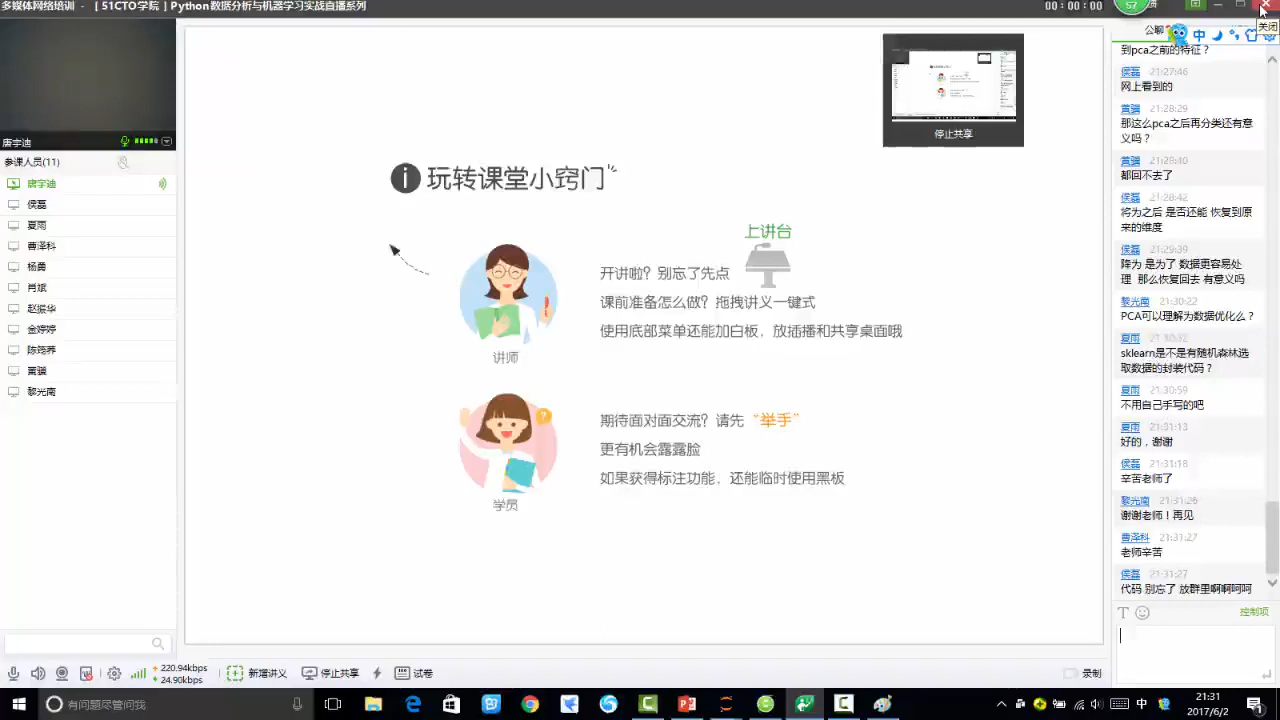 多媒体网络培训 - [51CTO学院] Python数据分析与机器学习实战直播系列
00:00:00
57
关闭
公聊
中
唐宇迪
参课人员(11)
唐宇迪
侯磊
夏雨
曹泽科
肖琼
赵振华
金婷婷
黎光南
停止共享
玩转课堂小窍门
上讲台
开讲啦？别忘了先点
课前准备怎么做？拖拽讲义一键式
使用底部菜单还能加白板，放插播和共享桌面哦
讲师
期待面对面交流？请先“举手”
更有机会露露脸
如果获得标注功能，还能临时使用黑板
学员
到pca之前的特征？
侯磊 21:27:46
网上看到的
21:28:29
那这么pca之后再分类还有意
义吗？
21:28:40
都回不去了
侯磊 21:28:42
将为之后 是否还能 恢复到原
来的维度
侯磊 21:29:39
降为 是为了 数据更容易处
理 那么恢复回去 有意义吗
黎光南 21:30:22
PCA可以理解为数据优化么？
夏雨 21:30:32
sklearn是不是有随机森林选
取数据的封装代码？
夏雨 21:30:59
不用自己手写的吧
夏雨 21:31:13
好的，谢谢
侯磊 21:31:18
辛苦老师了
黎光南 21:31:26
谢谢老师！再见
曹泽科 21:31:27
老师辛苦
侯磊 21:31:27
代码 别忘了 放群里啊啊呵呵
控制项
220.94kbps
24.90kbps
新增讲义
停止共享
试卷
录制
有问题尽管问我
中
21:31
2017/6/2